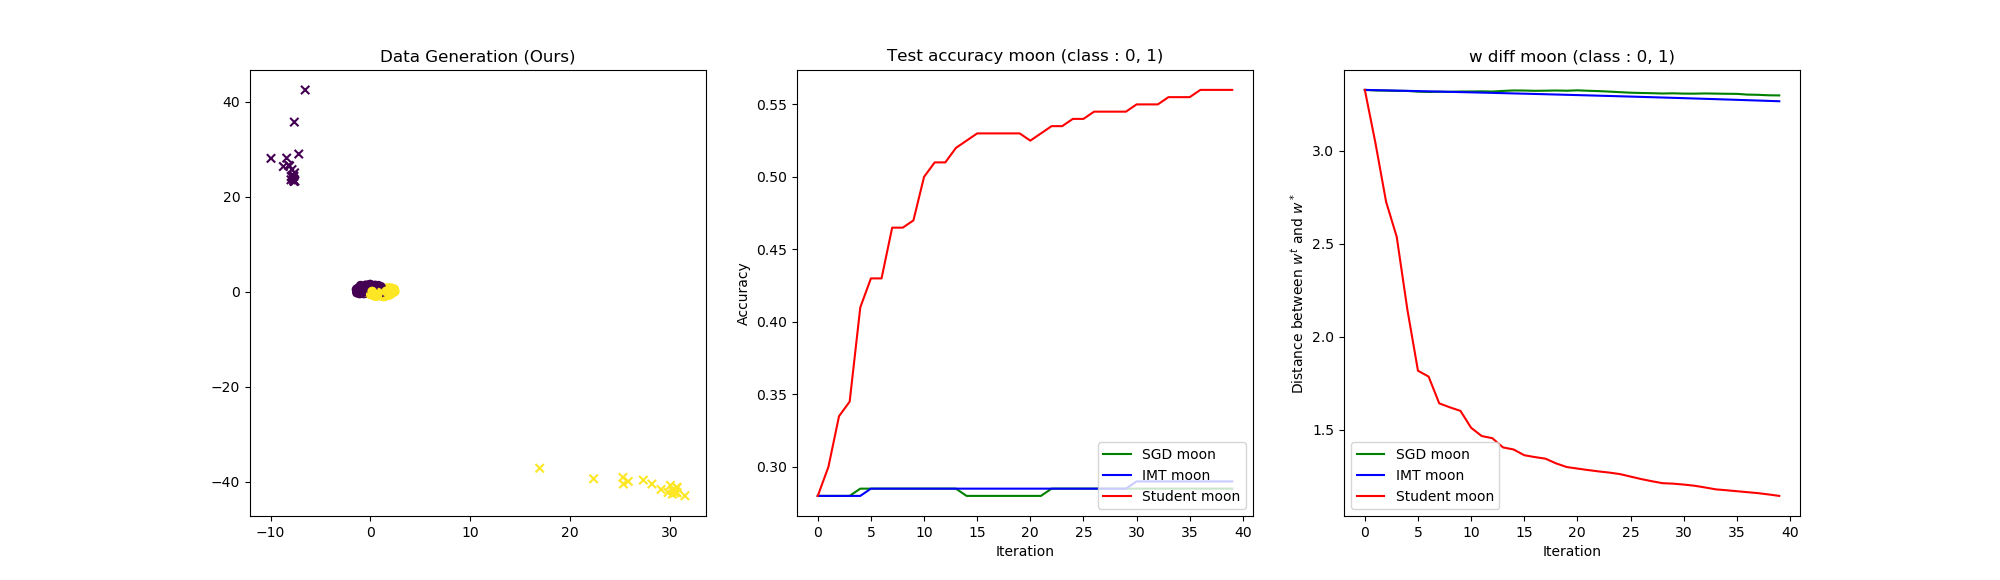 Data Generation (Ours)
40
20
0
−20
−40
−10
0
10
20
30
Test accuracy moon (class : 0, 1)
Accuracy
0.55
0.50
0.45
0.40
0.35
0.30
SGD moon
IMT moon
Student moon
0
5
10
15
20
25
30
35
40
Iteration
w diff moon (class : 0, 1)
Distance between w^t and w^*
3.0
2.5
2.0
1.5
SGD moon
IMT moon
Student moon
0
5
10
15
20
25
30
35
40
Iteration